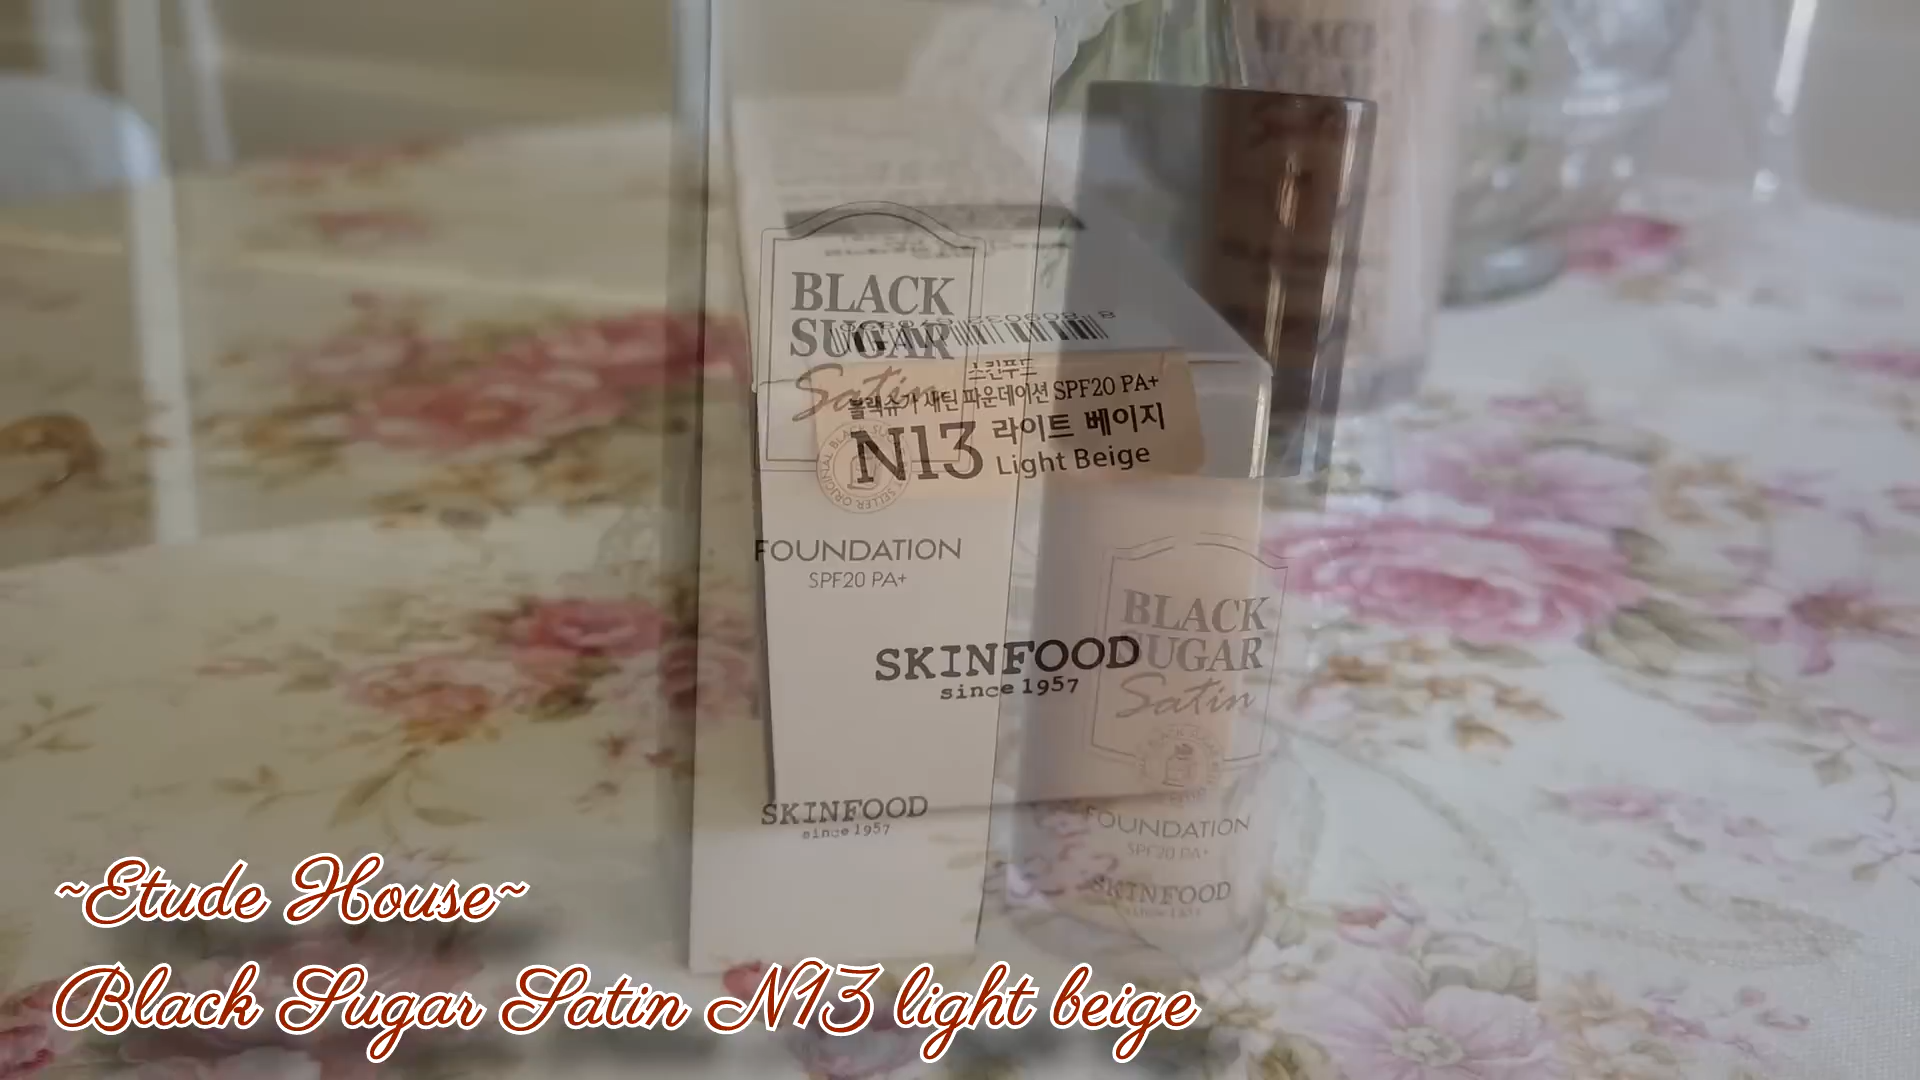 BLACK
SUGAR
Satin
FOUNDATION
SPF20 PA+
SKINFOOD
since 1957
스킨푸드
블랙슈가 새틴 파운데이션 SPF20 PA+
N13 라이트 베이지
Light Beige
SKINFOOD
since 1957
BLACK
SUGAR
Satin
FOUNDATION
SPF20 PA+
SKINFOOD
~Etude House~
Black Sugar Satin N13 light beige